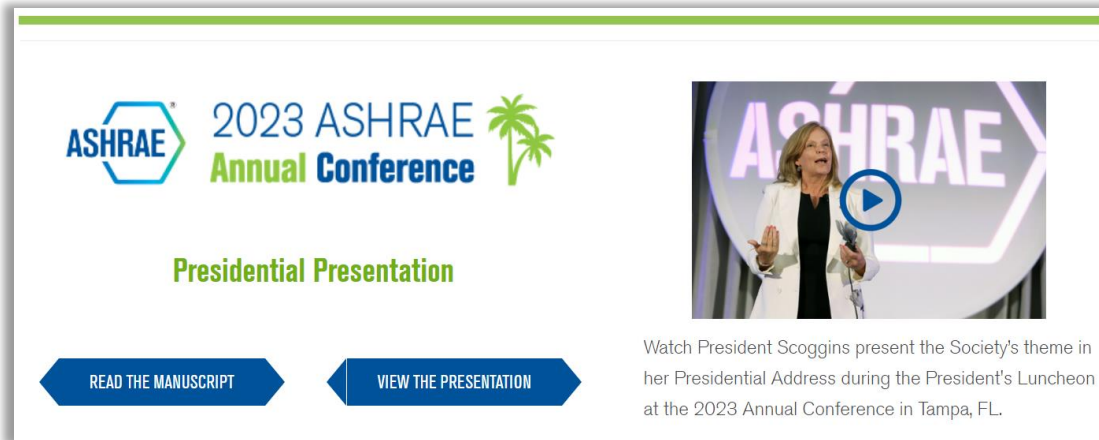 ASHRAE®
2023 ASHRAE
Annual Conference
Presidential Presentation
READ THE MANUSCRIPT
VIEW THE PRESENTATION
ASHRAE
Watch President Scoggins present the Society's theme in
her Presidential Address during the President's Luncheon
at the 2023 Annual Conference in Tampa, FL.